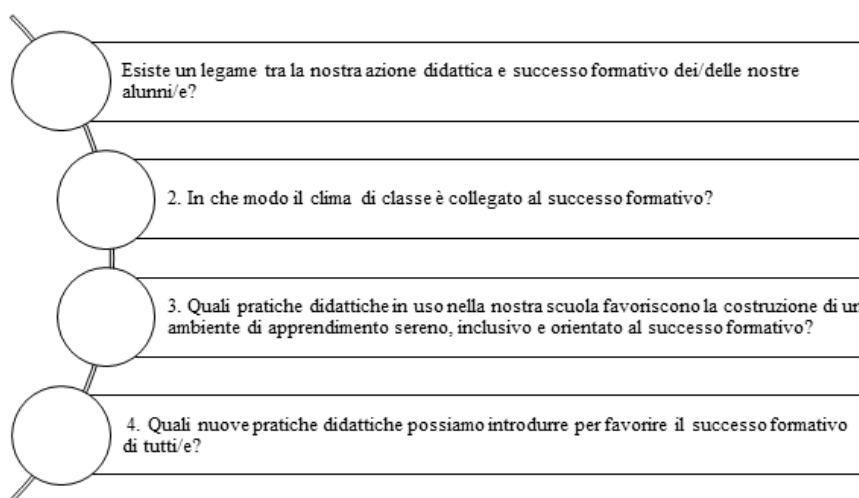 Esiste un legame tra la nostra azione didattica e successo formativo dei/delle nostre
alunni/e?
2. In che modo il clima di classe è collegato al successo formativo?
3. Quali pratiche didattiche in uso nella nostra scuola favoriscono la costruzione di un
ambiente di apprendimento sereno, inclusivo e orientato al successo formativo?
4. Quali nuove pratiche didattiche possiamo introdurre per favorire il successo formativo
di tutti/e?